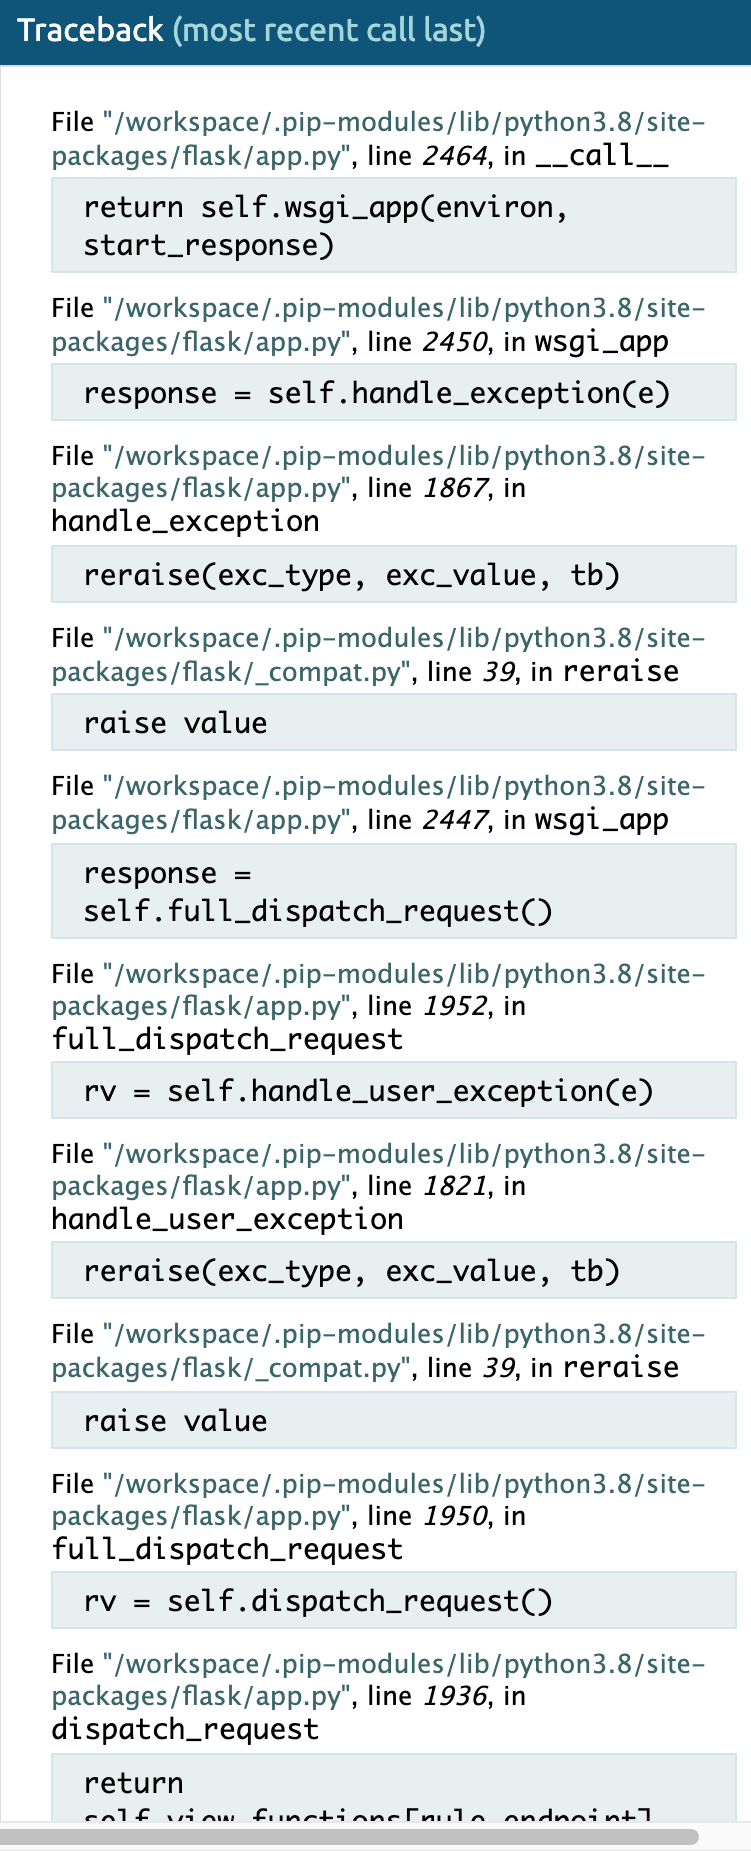 Traceback (most recent call last)
File "/workspace/.pip-modules/lib/python3.8/site-
packages/flask/app.py", line 2464, in __call__
return self.wsgi_app(environ,
start_response)
File "/workspace/.pip-modules/lib/python3.8/site-
packages/flask/app.py", line 2450, in wsgi_app
response = self.handle_exception(e)
File "/workspace/.pip-modules/lib/python3.8/site-
packages/flask/app.py", line 1867, in
handle_exception
reraise(exc_type, exc_value, tb)
File "/workspace/.pip-modules/lib/python3.8/site-
packages/flask/_compat.py", line 39, in reraise
raise value
File "/workspace/.pip-modules/lib/python3.8/site-
packages/flask/app.py", line 2447, in wsgi_app
response =
self.full_dispatch_request()
File "/workspace/.pip-modules/lib/python3.8/site-
packages/flask/app.py", line 1952, in
full_dispatch_request
rv = self.handle_user_exception(e)
File "/workspace/.pip-modules/lib/python3.8/site-
packages/flask/app.py", line 1821, in
handle_user_exception
reraise(exc_type, exc_value, tb)
File "/workspace/.pip-modules/lib/python3.8/site-
packages/flask/_compat.py", line 39, in reraise
raise value
File "/workspace/.pip-modules/lib/python3.8/site-
packages/flask/app.py", line 1950, in
full_dispatch_request
rv = self.dispatch_request()
File "/workspace/.pip-modules/lib/python3.8/site-
packages/flask/app.py", line 1936, in
dispatch_request
return
self.view_functions[rule.endpoint]